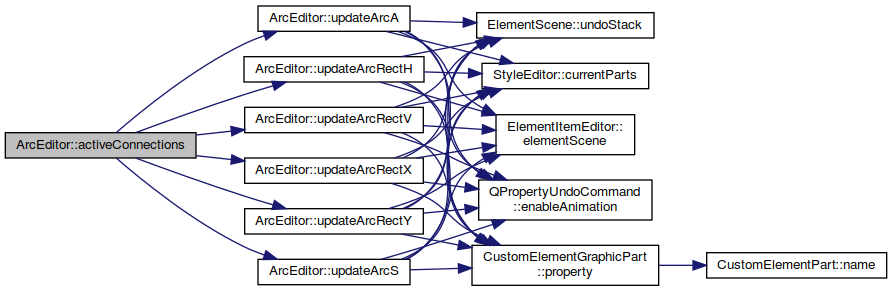 ArcEditor::activeConnections
ArcEditor::updateArcA
ArcEditor::updateArcRectH
ArcEditor::updateArcRectV
ArcEditor::updateArcRectX
ArcEditor::updateArcRectY
ArcEditor::updateArcS
ElementScene::undoStack
StyleEditor::currentParts
ElementItemEditor::
elementScene
QPropertyUndoCommand
::enableAnimation
CustomElementGraphicPart
::property
CustomElementPart::name